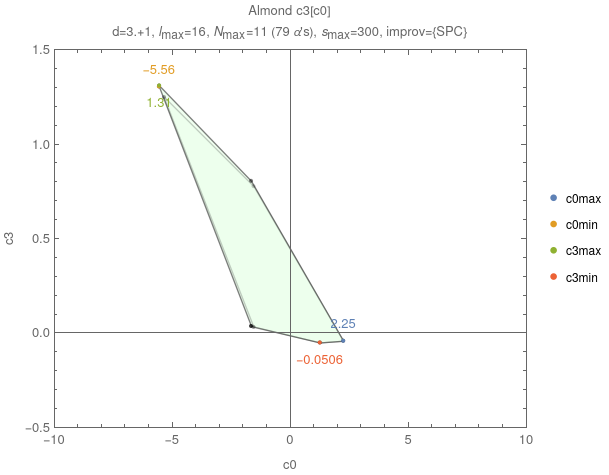 Almond c3[c0]
d=3.+1, lmax=16, Nmax=11 (79 α's), smax=300, improv={SPC}
1.5
−5.56
1.31
1.0
c0max
c0min
c3
0.5
c3max
c3min
2.25
0.0
−0.0506
−0.5
−10
−5
0
5
10
c0